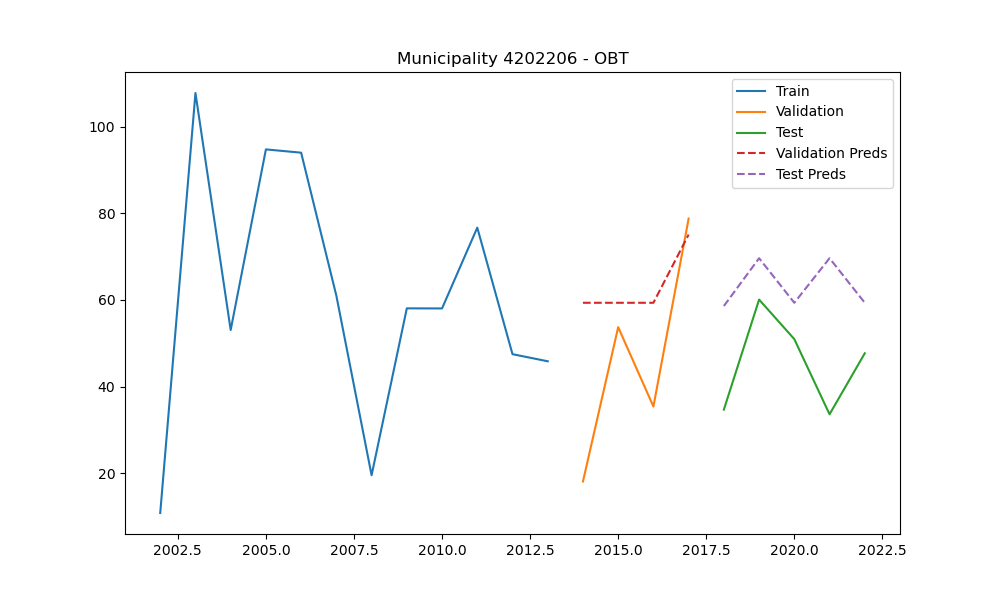 Municipality 4202206 - OBT
Train
Validation
Test
Validation Preds
Test Preds
100
80
60
40
20
2002.5 2005.0 2007.5 2010.0 2012.5 2015.0 2017.5 2020.0 2022.5